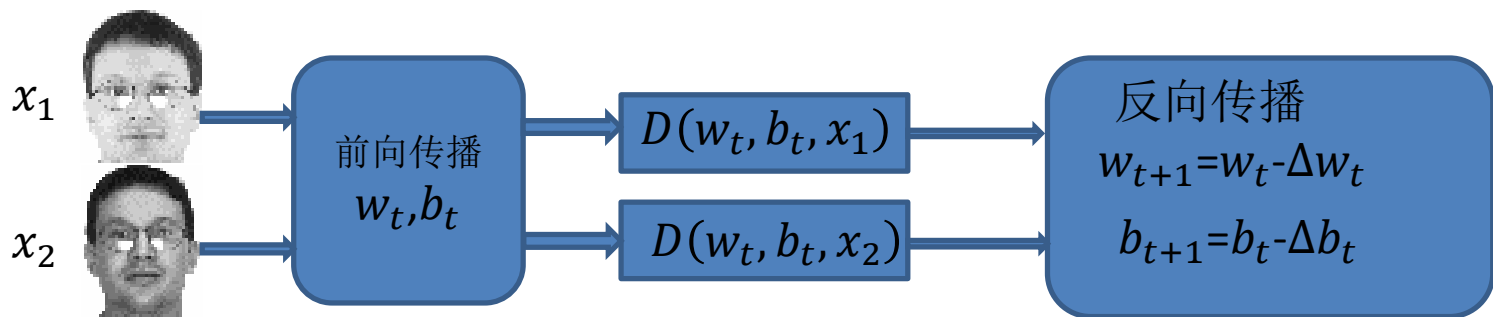 x₁
x₂
前向传播
wₜ,bₜ
D(wₜ, bₜ, x₁)
D(wₜ, bₜ, x₂)
反向传播
wₜ₊₁=wₜ-Δwₜ
bₜ₊₁=bₜ-Δbₜ